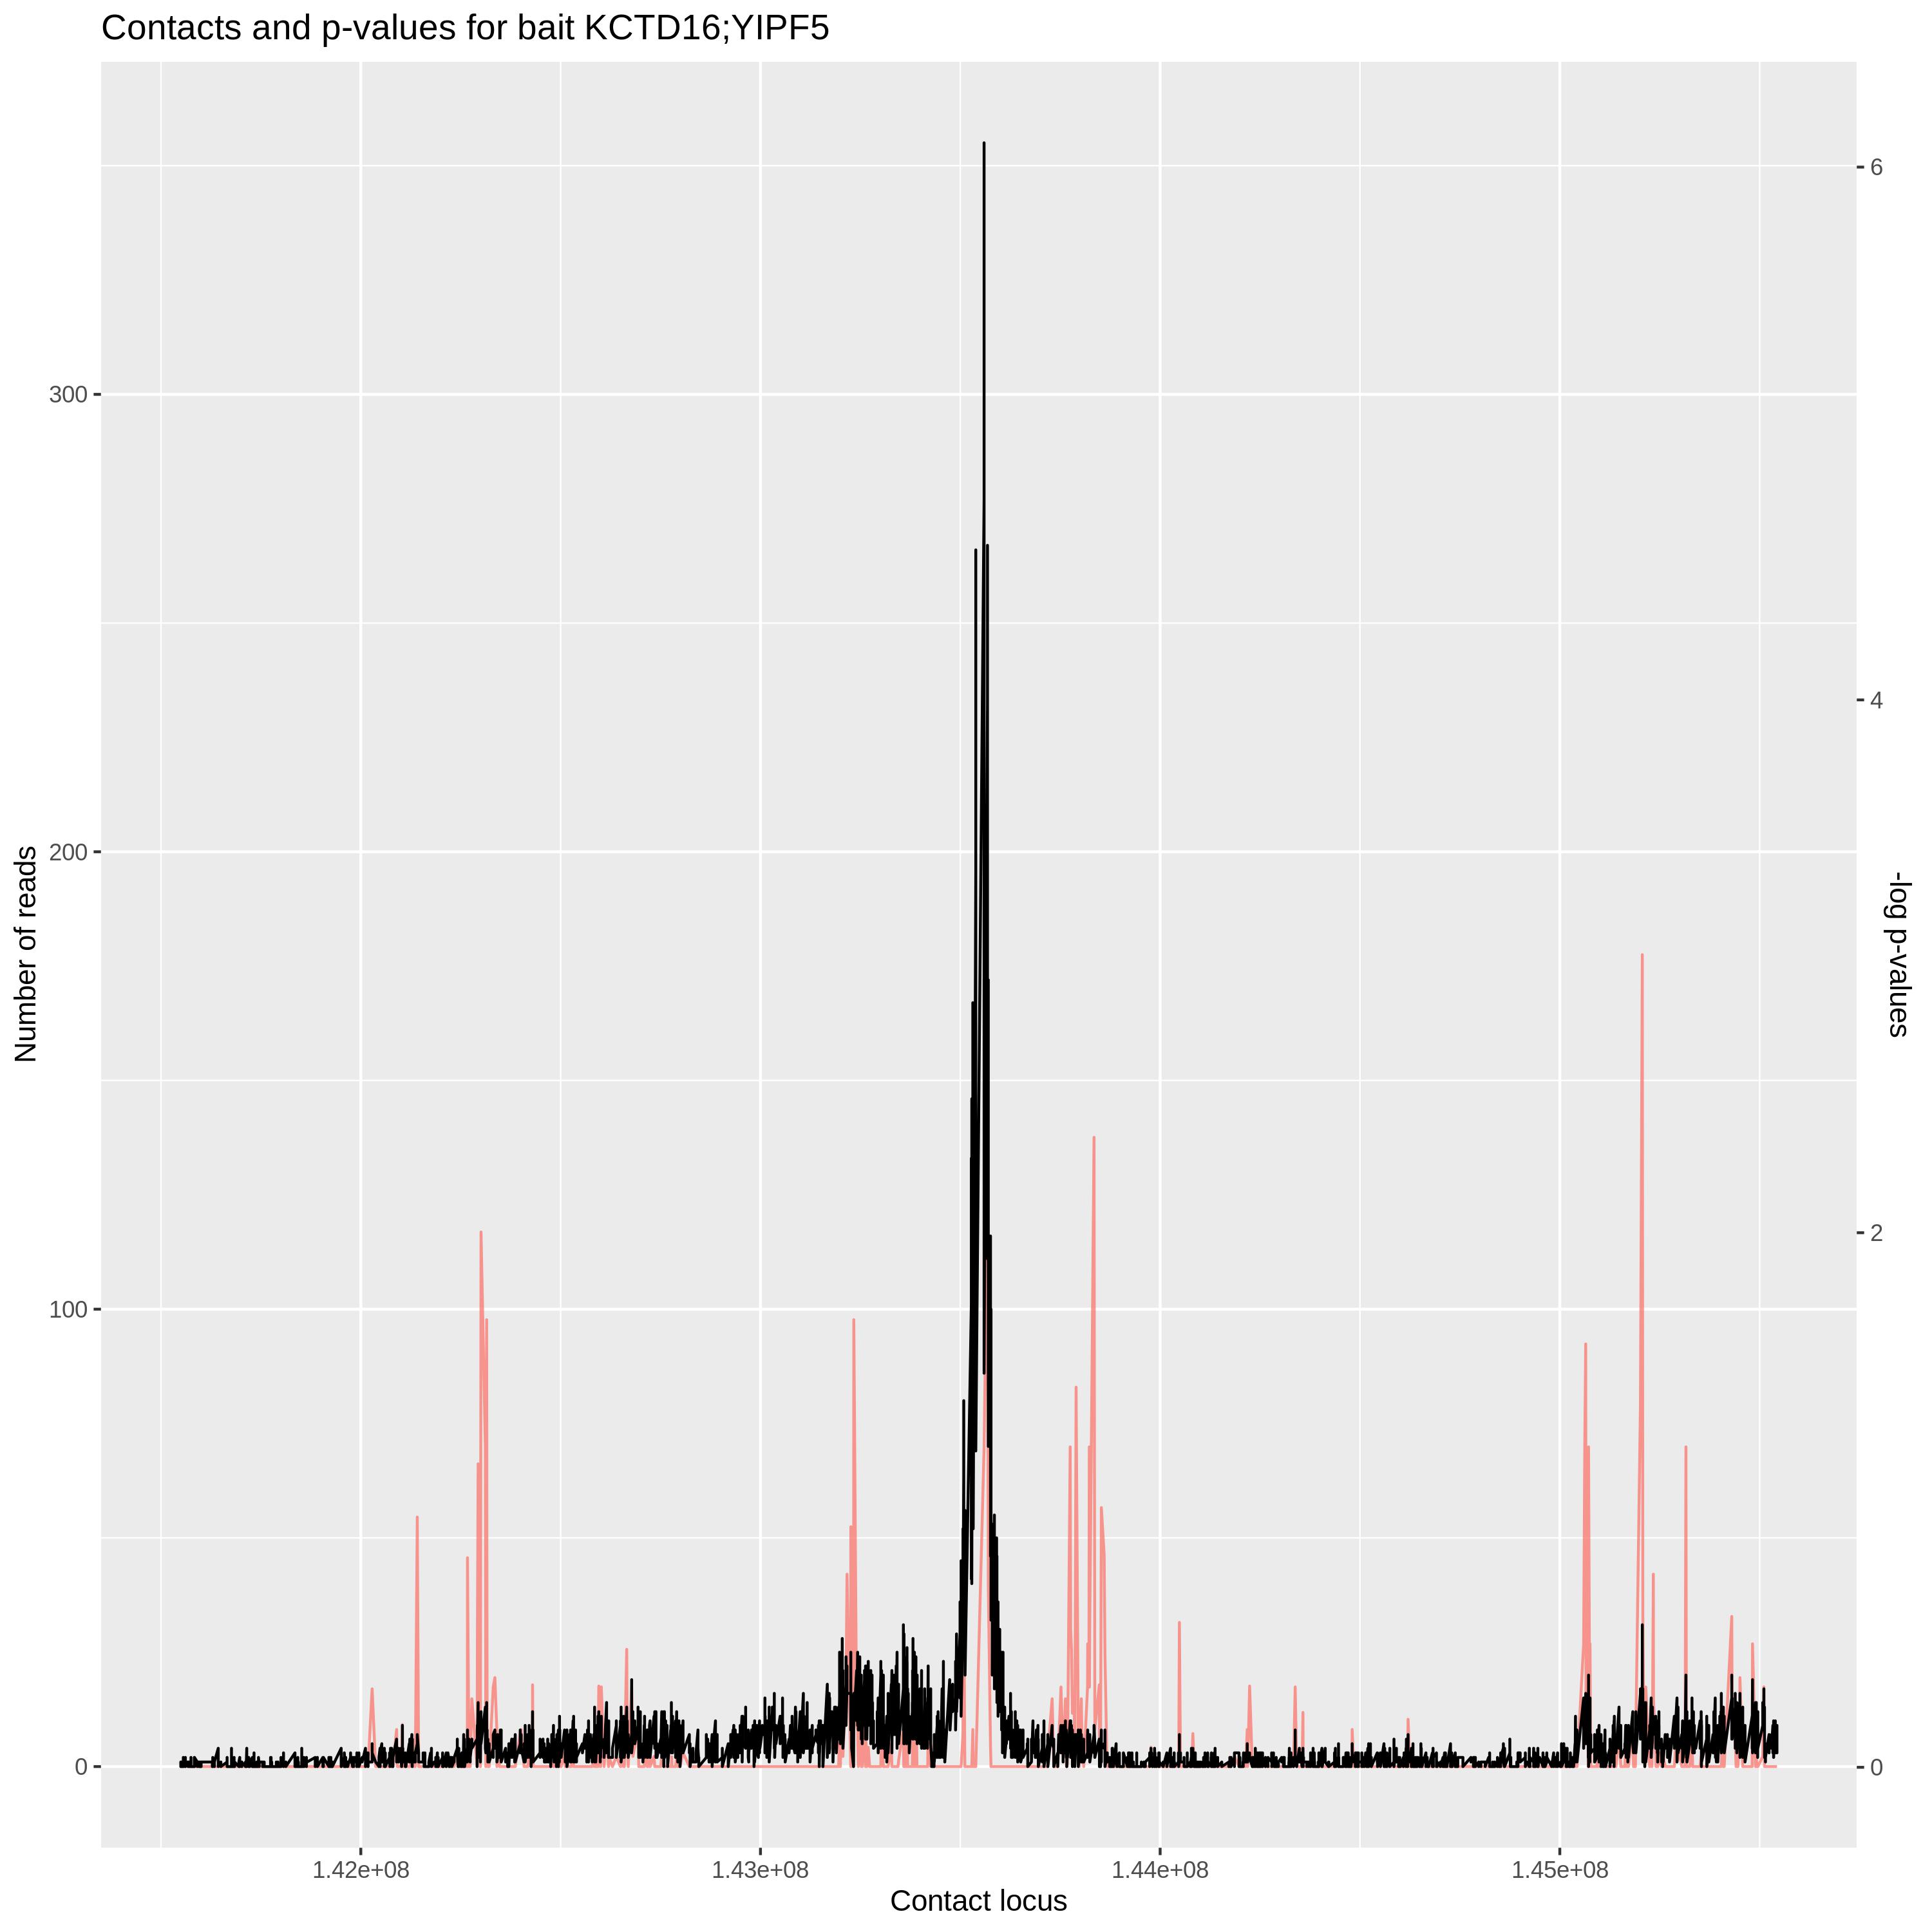 Contacts and p-values for bait KCTD16;YIPF5
6
300
4
200
Number of reads
-log p-values
2
100
0
0
1.42e+08
1.43e+08
1.44e+08
1.45e+08
Contact locus